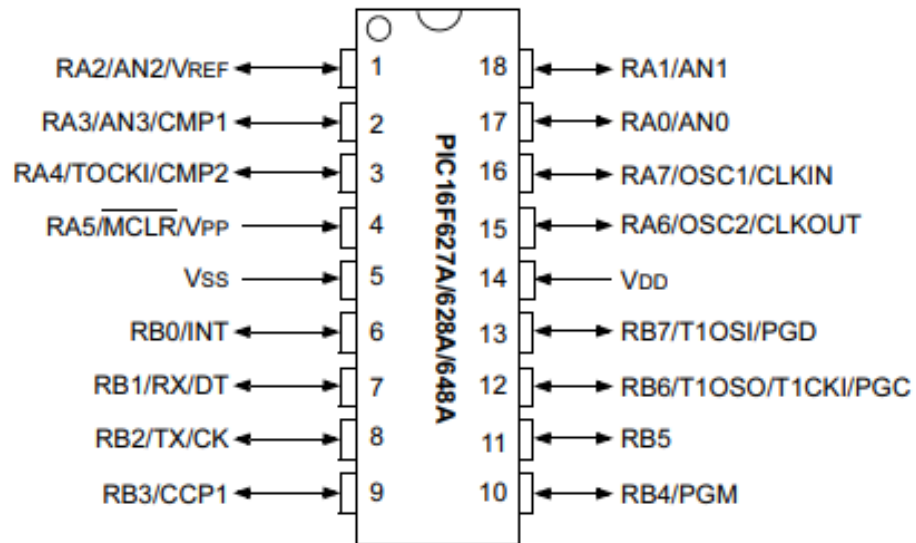 RA2/AN2/VREF 1 18 RA1/AN1
RA3/AN3/CMP1 2 17 RA0/AN0
RA4/TOCKI/CMP2 3 16 RA7/OSC1/CLKIN
RA5/MCLR/VPP 4 15 RA6/OSC2/CLKOUT
VSS 5 14 VDD
RB0/INT 6 13 RB7/T1OSI/PGD
RB1/RX/DT 7 12 RB6/T1OSO/T1CKI/PGC
RB2/TX/CK 8 11 RB5
RB3/CCP1 9 10 RB4/PGM
PIC16F627A/628A/648A